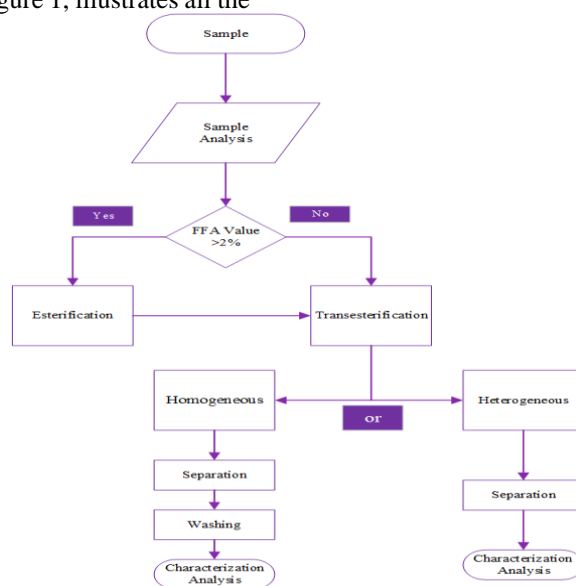 gure 1, illustrates all the
Sample
Sample
Analysis
Yes
No
FFA Value
>2%
Esterification
Transesterification
Homogeneous
or
Heterogeneous
Separation
Separation
Washing
Characterization
Analysis
Characterization
Analysis